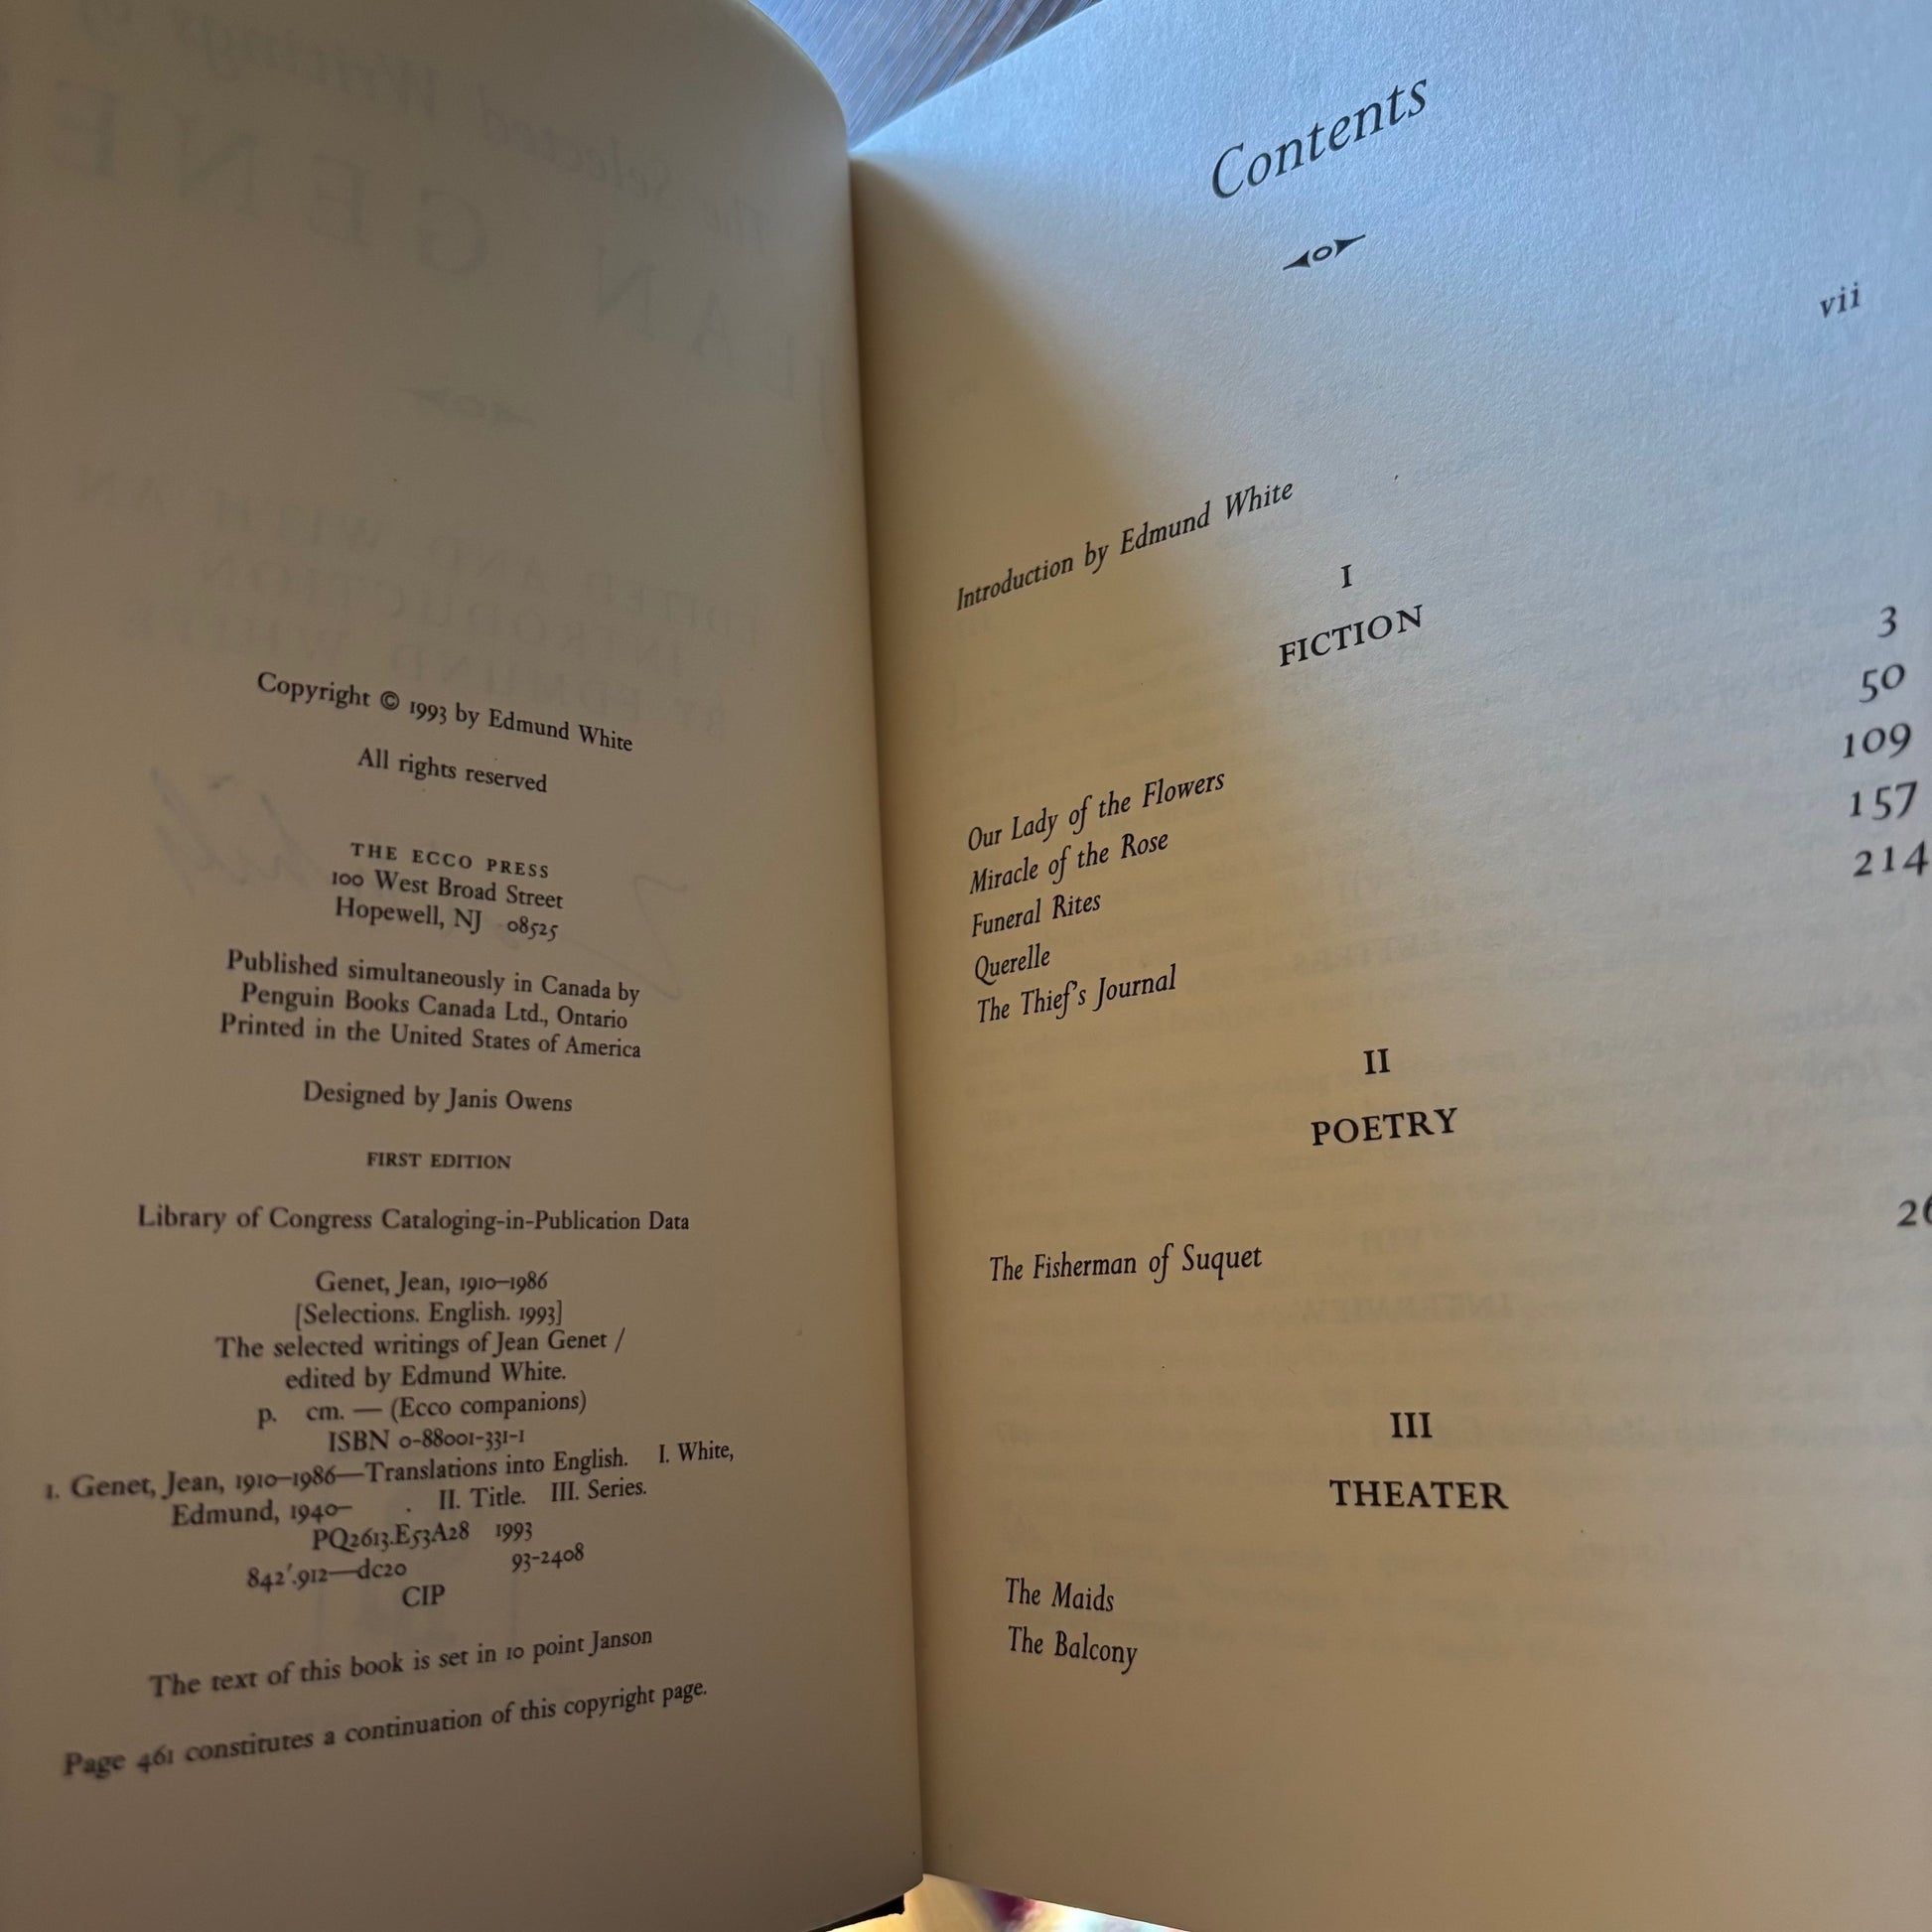 Copyright © 1993 by Edmund White
All rights reserved
THE ECCO PRESS
100 West Broad Street
Hopewell, NJ 08525
Published simultaneously in Canada by
Penguin Books Canada Ltd., Ontario
Printed in the United States of America
Designed by Janis Owens
FIRST EDITION
Library of Congress Cataloging-in-Publication Data
Genet, Jean, 1910–1986
[Selections. English. 1993]
The selected writings of Jean Genet /
edited by Edmund White.
p. cm. — (Ecco companions)
ISBN 0-88001-331-1
1. Genet, Jean, 1910–1986—Translations into English. I. White,
Edmund, 1940– . II. Title. III. Series.
PQ2613.E53A28 1993
842'.912—dc20 93-2408
CIP
The text of this book is set in 10 point Janson
Page 461 constitutes a continuation of this copyright page.
Contents
Introduction by Edmund White vii
I
FICTION
Our Lady of the Flowers 3
Miracle of the Rose 50
Funeral Rites 109
Querelle 157
The Thief's Journal 214
II
POETRY
The Fisherman of Suquet
III
THEATER
The Maids
The Balcony